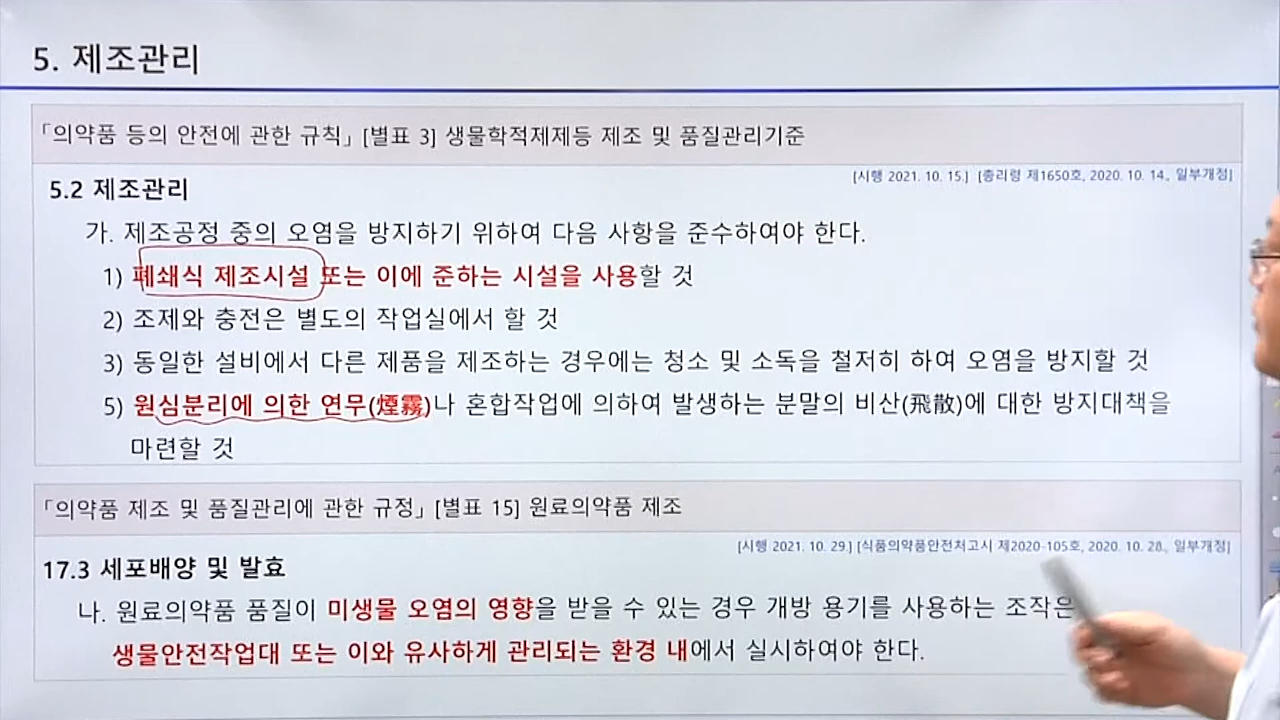 5. 제조관리
「의약품 등의 안전에 관한 규칙」 [별표 3] 생물학적제제등 제조 및 품질관리기준
[시행 2021. 10. 15.] [총리령 제1650호, 2020. 10. 14., 일부개정]
5.2 제조관리
가. 제조공정 중의 오염을 방지하기 위하여 다음 사항을 준수하여야 한다.
1) 폐쇄식 제조시설 또는 이에 준하는 시설을 사용할 것
2) 조제와 충전은 별도의 작업실에서 할 것
3) 동일한 설비에서 다른 제품을 제조하는 경우에는 청소 및 소독을 철저히 하여 오염을 방지할 것
5) 원심분리에 의한 연무(煙霧)나 혼합작업에 의하여 발생하는 분말의 비산(飛散)에 대한 방지대책을
마련할 것
「의약품 제조 및 품질관리에 관한 규정」 [별표 15] 원료의약품 제조
[시행 2021. 10. 29.] [식품의약품안전처고시 제2020-105호, 2020. 10. 28., 일부개정]
17.3 세포배양 및 발효
나. 원료의약품 품질이 미생물 오염의 영향을 받을 수 있는 경우 개방 용기를 사용하는 조작은
생물안전작업대 또는 이와 유사하게 관리되는 환경 내에서 실시하여야 한다.